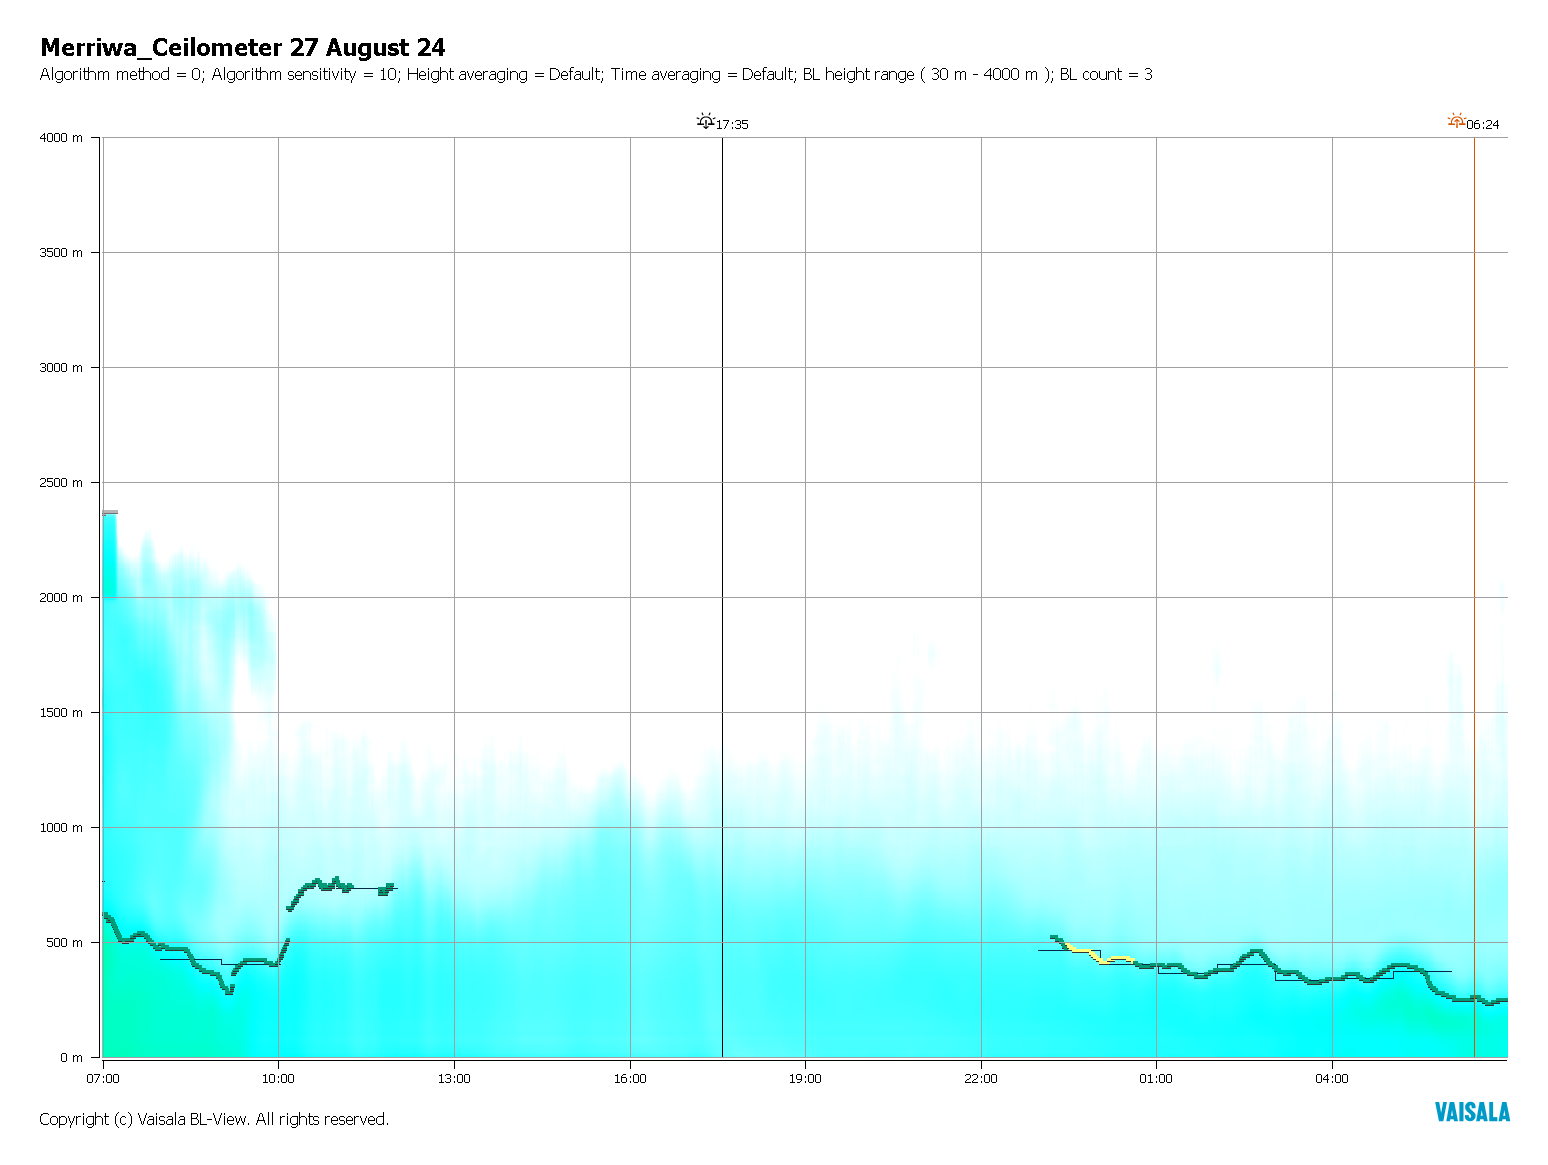 Merriwa_Ceilometer 27 August 24
Algorithm method = 0; Algorithm sensitivity = 10; Height averaging = Default; Time averaging = Default; BL height range ( 30 m - 4000 m ); BL count = 3
17:35
06:24
4000 m
3500 m
3000 m
2500 m
2000 m
1500 m
1000 m
500 m
0 m
07:00 10:00 13:00 16:00 19:00 22:00 01:00 04:00
Copyright (c) Vaisala BL-View. All rights reserved.
VAISALA